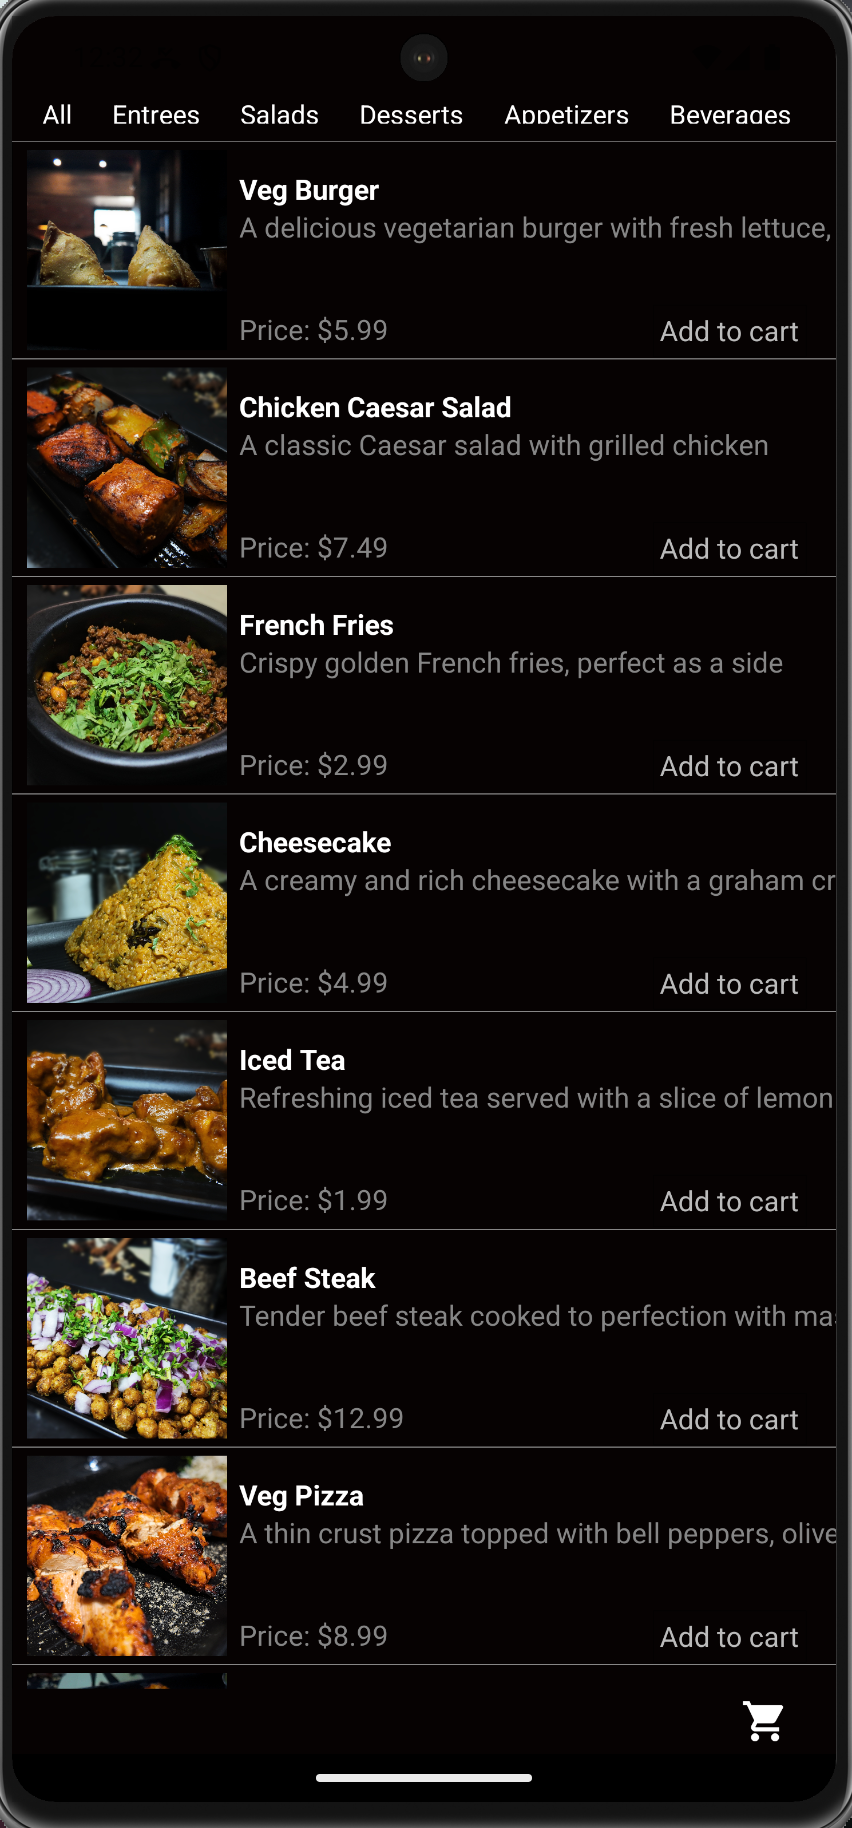 All Entrees Salads Desserts Appetizers Beverages
Veg Burger
A delicious vegetarian burger with fresh lettuce,
Price: $5.99 Add to cart
Chicken Caesar Salad
A classic Caesar salad with grilled chicken
Price: $7.49 Add to cart
French Fries
Crispy golden French fries, perfect as a side
Price: $2.99 Add to cart
Cheesecake
A creamy and rich cheesecake with a graham cr
Price: $4.99 Add to cart
Iced Tea
Refreshing iced tea served with a slice of lemon
Price: $1.99 Add to cart
Beef Steak
Tender beef steak cooked to perfection with mas
Price: $12.99 Add to cart
Veg Pizza
A thin crust pizza topped with bell peppers, olive
Price: $8.99 Add to cart